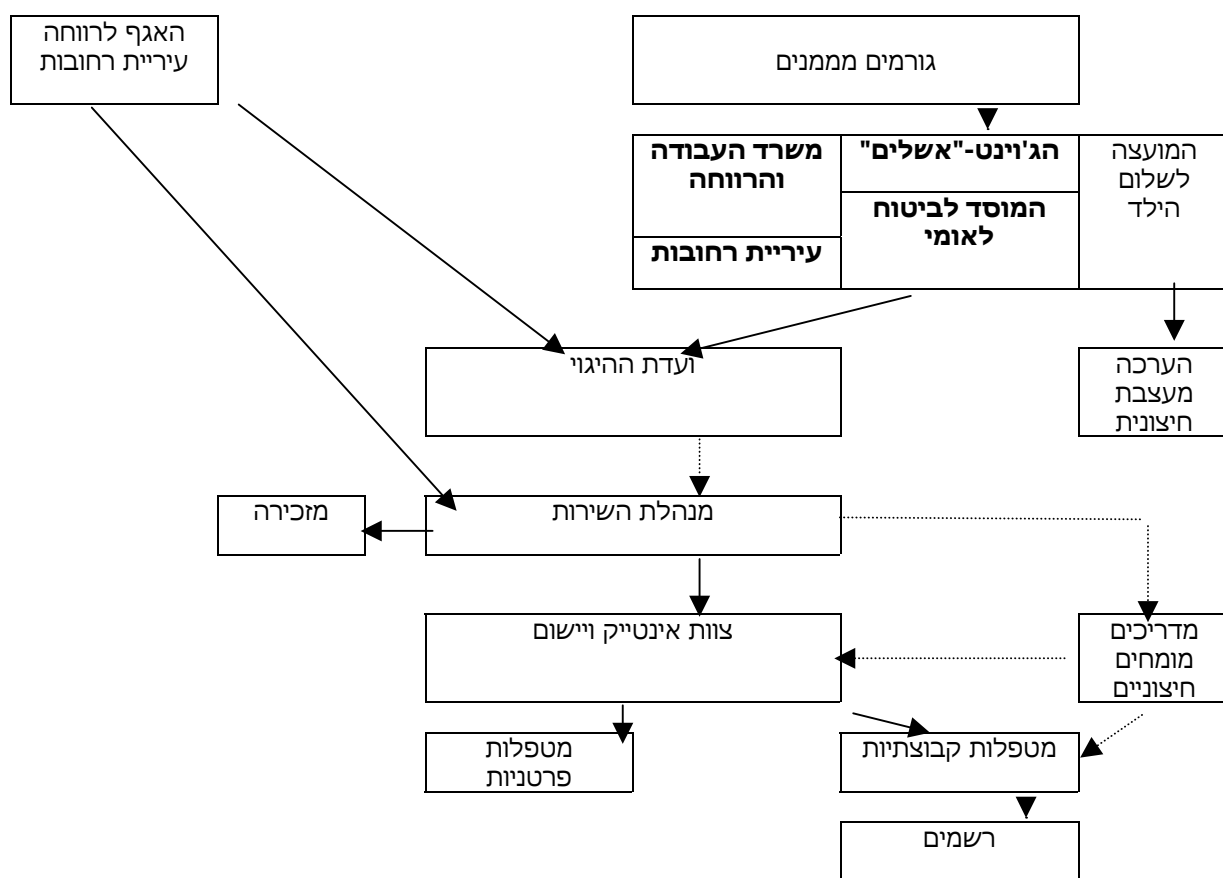 האגף לרווחה
עיריית רחובות
גורמים מממנים
המועצה
לשלום
הילד
הג'וינט-"אשלים"
המוסד לביטוח
לאומי
משרד העבודה
והרווחה
עיריית רחובות
ועדת ההיגוי
הערכה
מעצבת
חיצונית
מנהלת השירות
מזכירה
צוות אינטייק ויישום
מדריכים
מומחים
חיצוניים
מטפלות קבוצתיות
מטפלות
פרטניות
רשמים